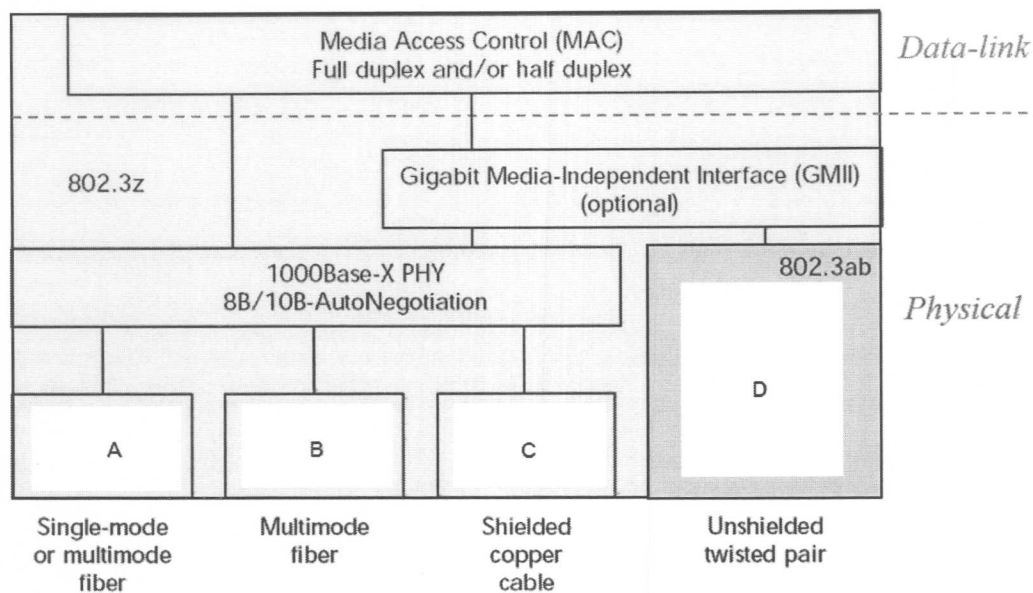 Media Access Control (MAC)
Full duplex and/or half duplex
Data-link
802.3z
Gigabit Media-Independent Interface (GMII)
(optional)
1000Base-X PHY
8B/10B-AutoNegotiation
802.3ab
Physical
A
B
C
D
Single-mode
or multimode
fiber
Multimode
fiber
Shielded
copper
cable
Unshielded
twisted pair